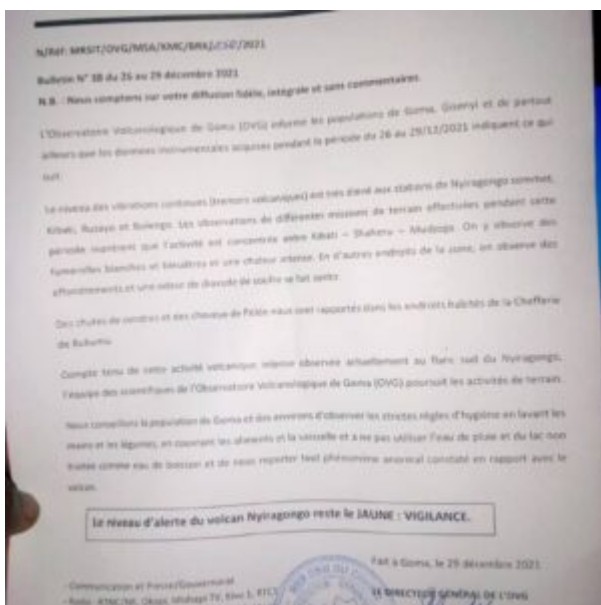 N/Réf: MRSIT/OVG/MSA/KMC/BRK/ /2021
Bulletin N° 38 du 26 au 29 décembre 2021
N.B. : Nous comptons sur votre diffusion fidèle, intégrale et sans commentaires.
L'Observatoire Volcanologique de Goma (OVG) informe les populations de Goma, Gisenyi et de partout
ailleurs que les données instrumentales acquises pendant la période du 26 au 29/12/2021 indiquent ce qui
suit.
Le niveau des vibrations continues (tremors volcaniques) est très élevé aux stations de Nyiragongo sommet,
Kibati, Rusayo et Bulengo. Les observations de différentes missions de terrain effectuées pendant cette
période montrent que l'activité est concentrée entre Kibati – Shaheru – Mudjoga. On y observe des
fumerolles blanches et bleuâtres et une chaleur intense. En d'autres endroits de la zone, on observe des
effondrements et une odeur de dioxyde de soufre se fait sentir.
Des chutes de cendres et des cheveux de Pélée nous sont rapportés dans les endroits de la Chefferie
de Bukumu.
Compte tenu de cette activité volcanique intense observée actuellement au flanc sud du Nyiragongo,
l'équipe des scientifiques de l'Observatoire Volcanologique de Goma (OVG) poursuit les activités de terrain.
Nous conseillons la population de Goma et des environs d'observer les strictes règles d'hygiène en lavant les
mains et les légumes, en couvrant les aliments et la vaisselle et à ne pas utiliser l'eau de pluie et du lac non
traitée comme eau de boisson et de nous reporter tout phénomène anormal constaté en rapport avec le
volcan.
Le niveau d'alerte du volcan Nyiragongo reste le JAUNE : VIGILANCE.
Fait à Goma, le 29 décembre 2021
- Communication et Presse/Gouvernorat
LE DIRECTEUR GENERAL DE L'OVG